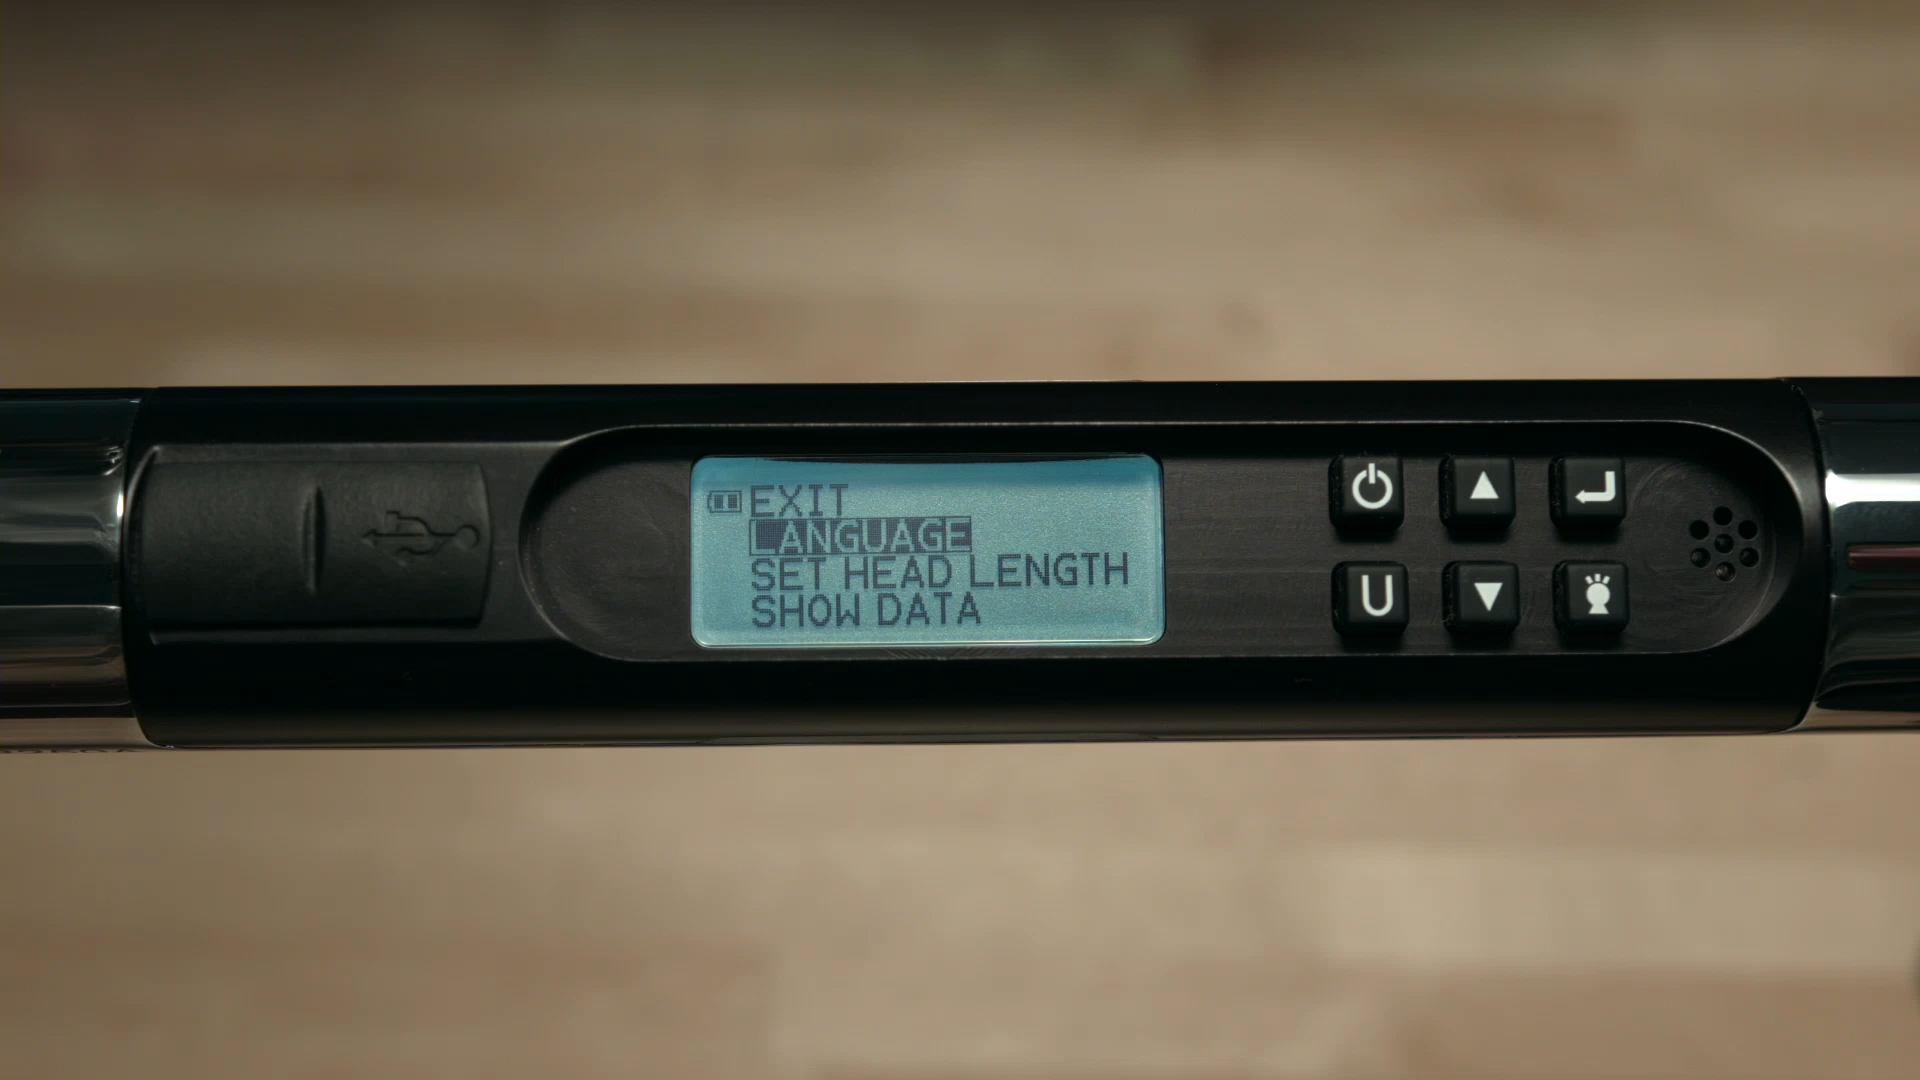 EXIT
LANGUAGE
SET HEAD LENGTH
SHOW DATA
U